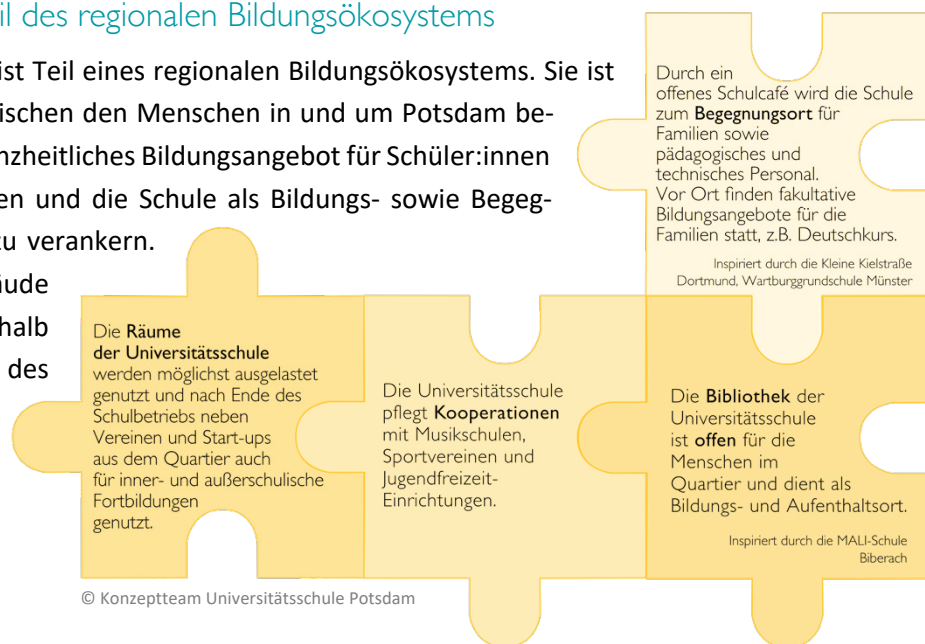 il des regionalen Bildungsökosystems
ist Teil eines regionalen Bildungsökosystems. Sie ist
ischen den Menschen in und um Potsdam be-
nzheitliches Bildungsangebot für Schüler:innen
en und die Schule als Bildungs- sowie Begeg-
zu verankern.
äude
halb
des
Durch ein
offenes Schulcafé wird die Schule
zum Begegnungsort für
Familien sowie
pädagogisches und
technisches Personal.
Vor Ort finden fakultative
Bildungsangebote für die
Familien statt, z.B. Deutschkurs.
Inspiriert durch die Kleine Kielstraße
Dortmund, Wartburggrundschule Münster
Die Räume
der Universitätsschule
werden möglichst ausgelastet
genutzt und nach Ende des
Schulbetriebs neben
Vereinen und Start-ups
aus dem Quartier auch
für inner- und außerschulische
Fortbildungen
genutzt.
Die Universitätsschule
pflegt Kooperationen
mit Musikschulen,
Sportvereinen und
Jugendfreizeit-
Einrichtungen.
Die Bibliothek der
Universitätsschule
ist offen für die
Menschen im
Quartier und dient als
Bildungs- und Aufenthaltsort.
Inspiriert durch die MALI-Schule
Biberach
© Konzeptteam Universitätsschule Potsdam